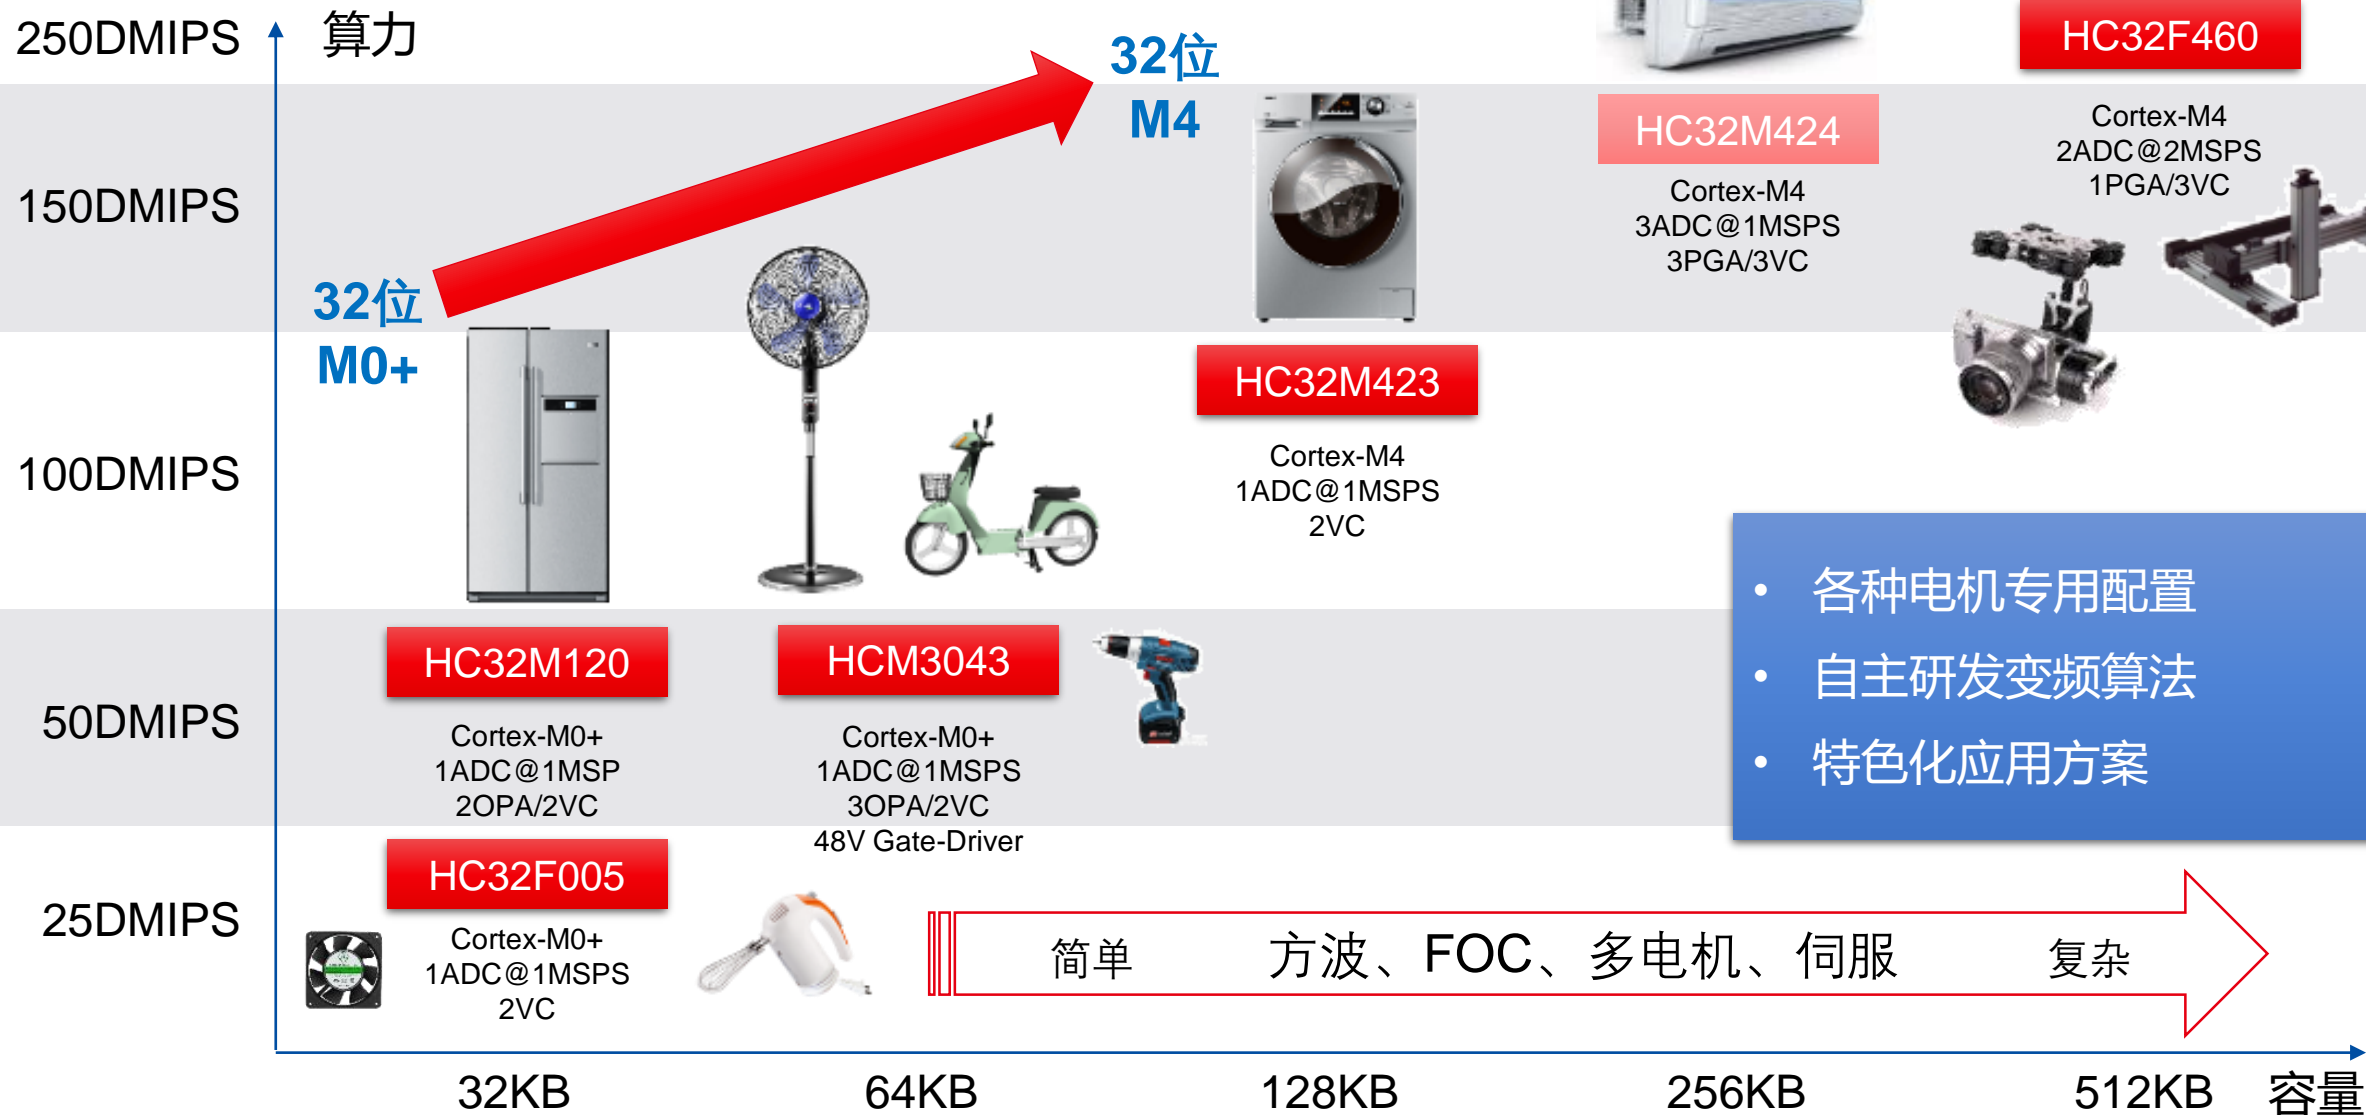 250DMIPS
算力
32位
M4
HC32F460
Cortex-M4
2ADC@2MSPS
1PGA/3VC
HC32M424
Cortex-M4
3ADC@1MSPS
3PGA/3VC
150DMIPS
32位
M0+
HC32M423
Cortex-M4
1ADC@1MSPS
2VC
100DMIPS
• 各种电机专用配置
• 自主研发变频算法
• 特色化应用方案
HC32M120
Cortex-M0+
1ADC@1MSP
2OPA/2VC
HCM3043
Cortex-M0+
1ADC@1MSPS
3OPA/2VC
48V Gate-Driver
50DMIPS
HC32F005
Cortex-M0+
1ADC@1MSPS
2VC
25DMIPS
简单 方波、FOC、多电机、伺服 复杂
32KB 64KB 128KB 256KB 512KB 容量